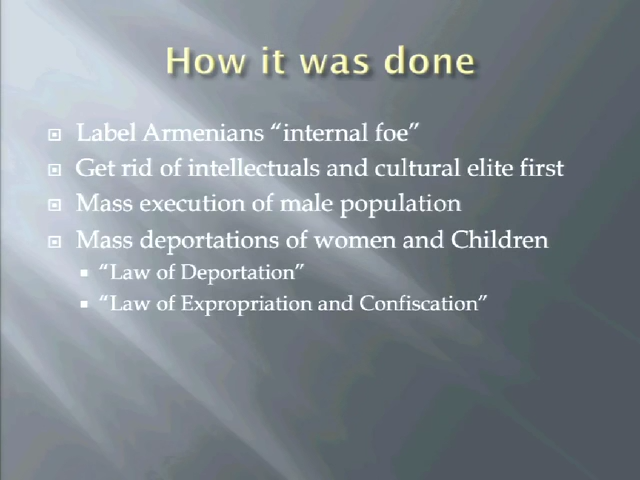 How it was done
Label Armenians “internal foe”
Get rid of intellectuals and cultural elite first
Mass execution of male population
Mass deportations of women and Children
“Law of Deportation”
“Law of Expropriation and Confiscation”